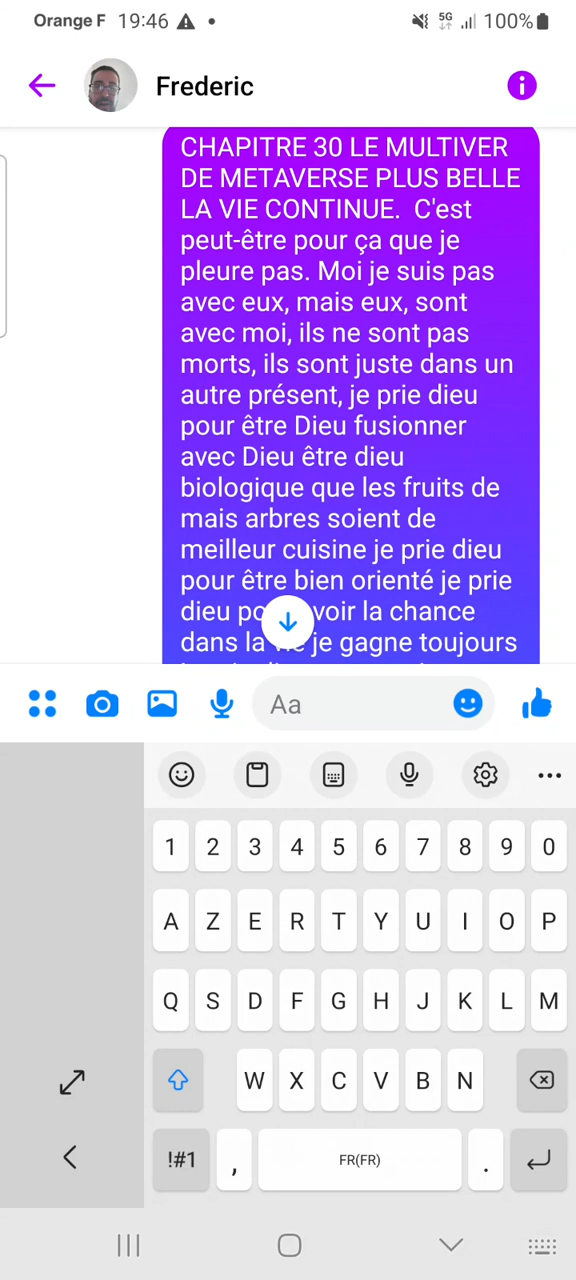 Orange F 19:46 5G 100%
Frederic
CHAPITRE 30 LE MULTIVER
DE METAVERSE PLUS BELLE
LA VIE CONTINUE. C'est
peut-être pour ça que je
pleure pas. Moi je suis pas
avec eux, mais eux, sont
avec moi, ils ne sont pas
morts, ils sont juste dans un
autre présent, je prie dieu
pour être Dieu fusionner
avec Dieu être dieu
biologique que les fruits de
mais arbres soient de
meilleur cuisine je prie dieu
pour être bien orienté je prie
dieu voir la chance
dans la je gagne toujours
Aa
1 2 3 4 5 6 7 8 9 0
A Z E R T Y U I O P
Q S D F G H J K L M
W X C V B N
!#1 , FR(FR) .